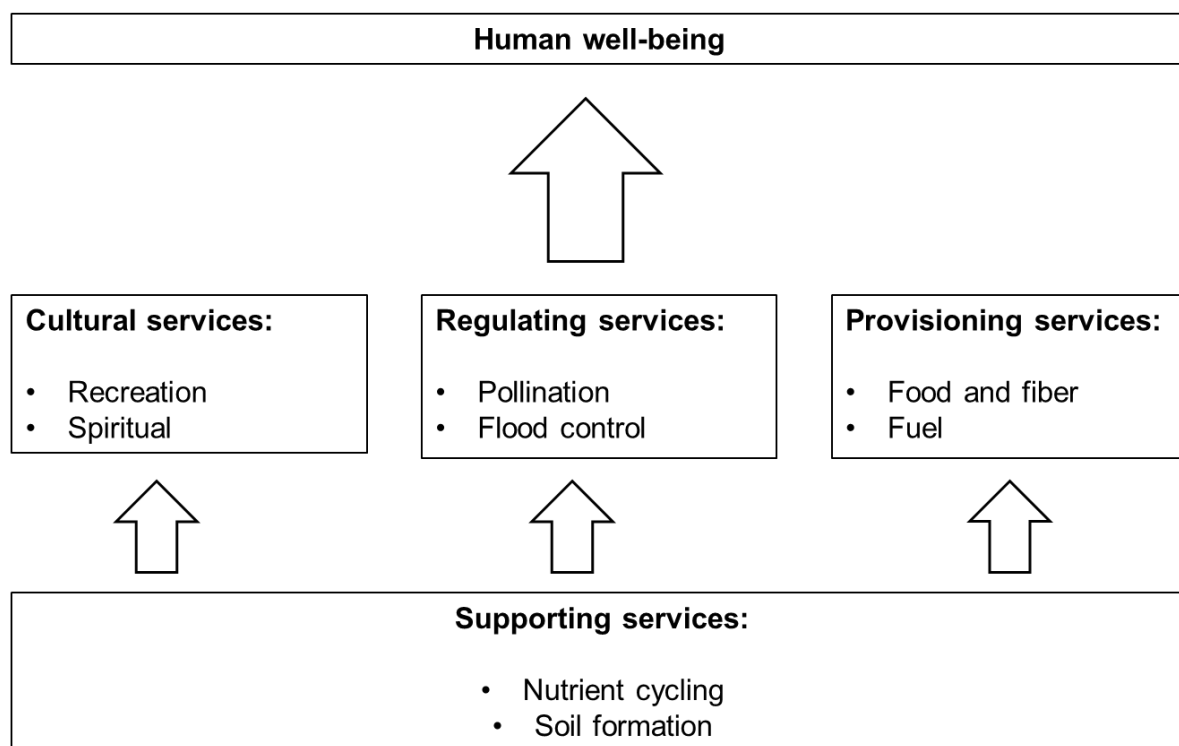 Human well-being
Cultural services:
• Recreation
• Spiritual
Regulating services:
• Pollination
• Flood control
Provisioning services:
• Food and fiber
• Fuel
Supporting services:
• Nutrient cycling
• Soil formation